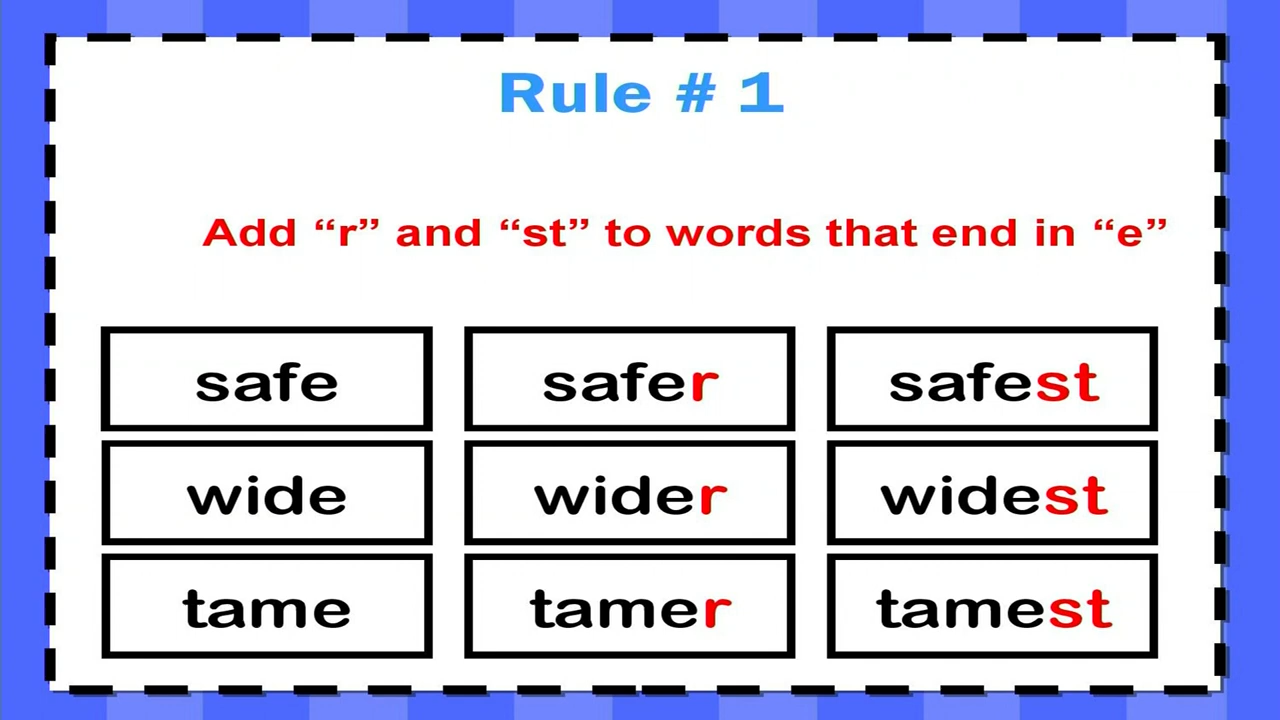 Rule # 1
Add “r” and “st” to words that end in “e”
safe safer safest
wide wider widest
tame tamer tamest